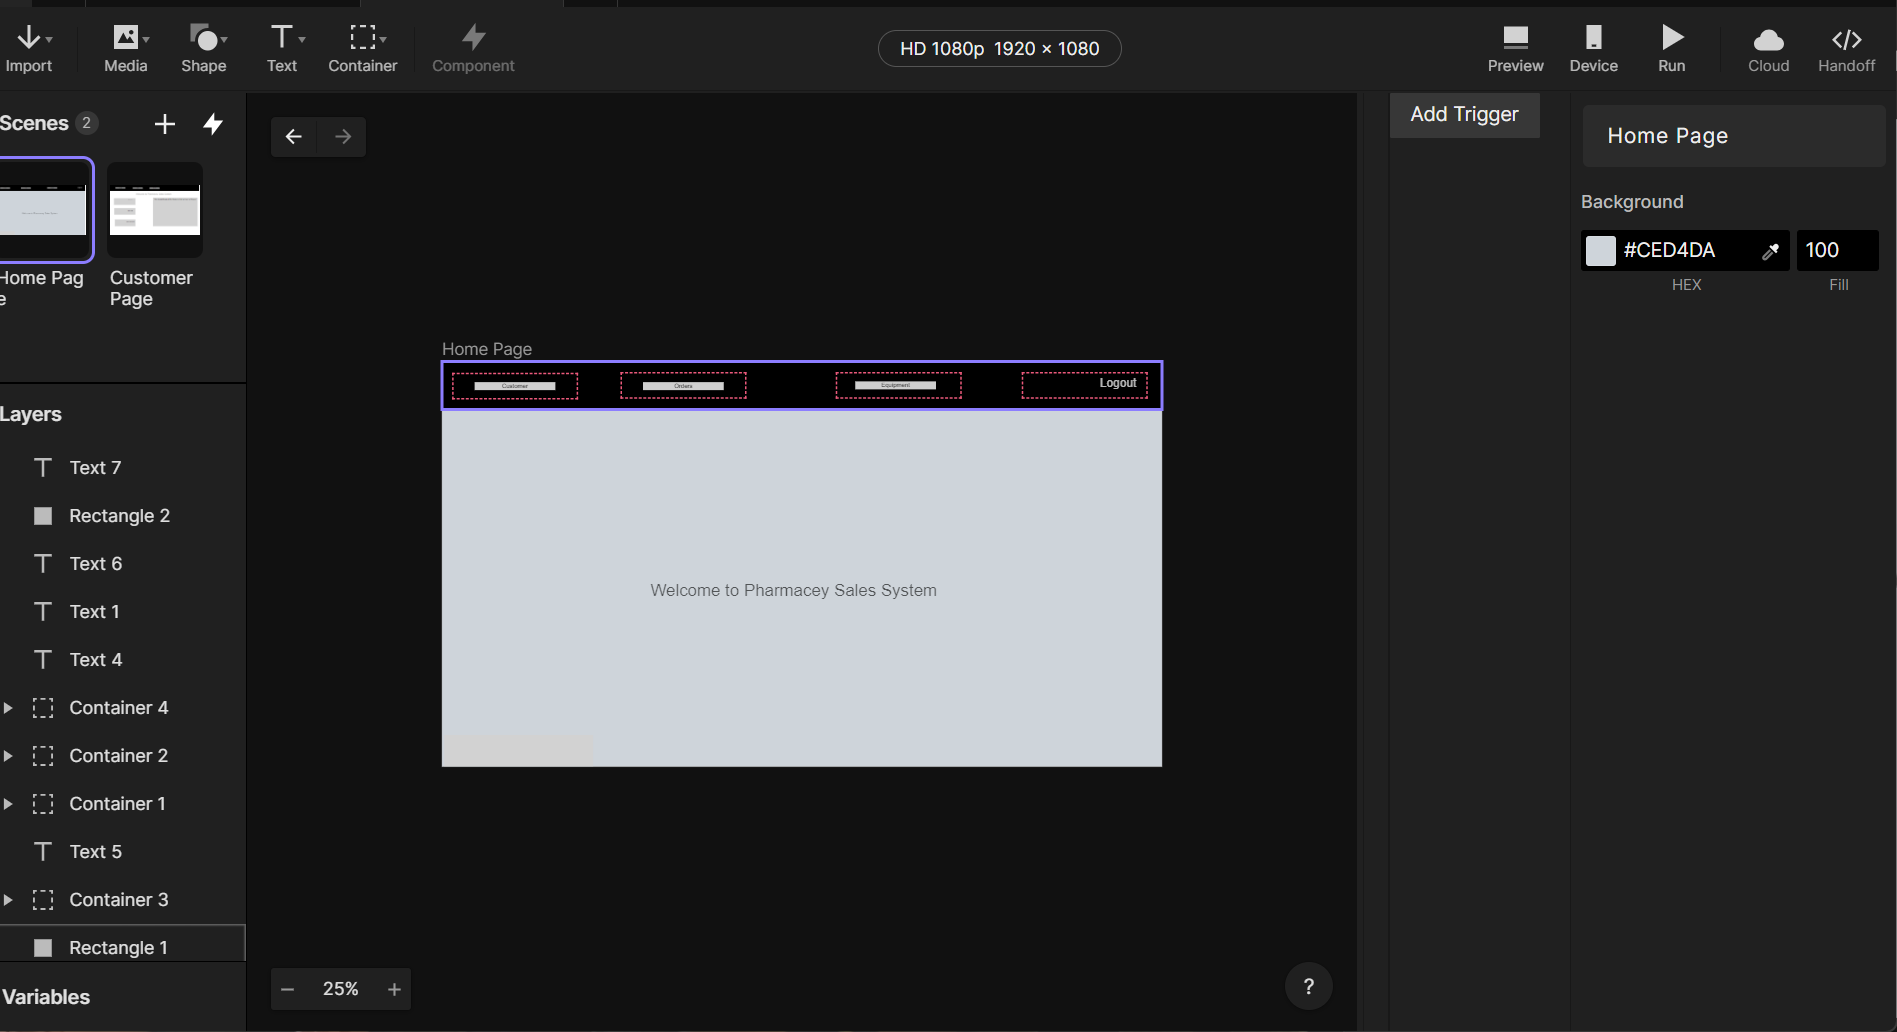 Import
Media
Shape
Text
Container
Component
HD 1080p 1920 × 1080
Preview
Device
Run
Cloud
Handoff
Scenes 2
Home Pag
e
Customer
Page
Layers
Text 7
Rectangle 2
Text 6
Text 1
Text 4
Container 4
Container 2
Container 1
Text 5
Container 3
Rectangle 1
Variables
Home Page
Customer
Orders
Equipment
Logout
Welcome to Pharmacey Sales System
25%
?
Add Trigger
Home Page
Background
#CED4DA
100
HEX
Fill